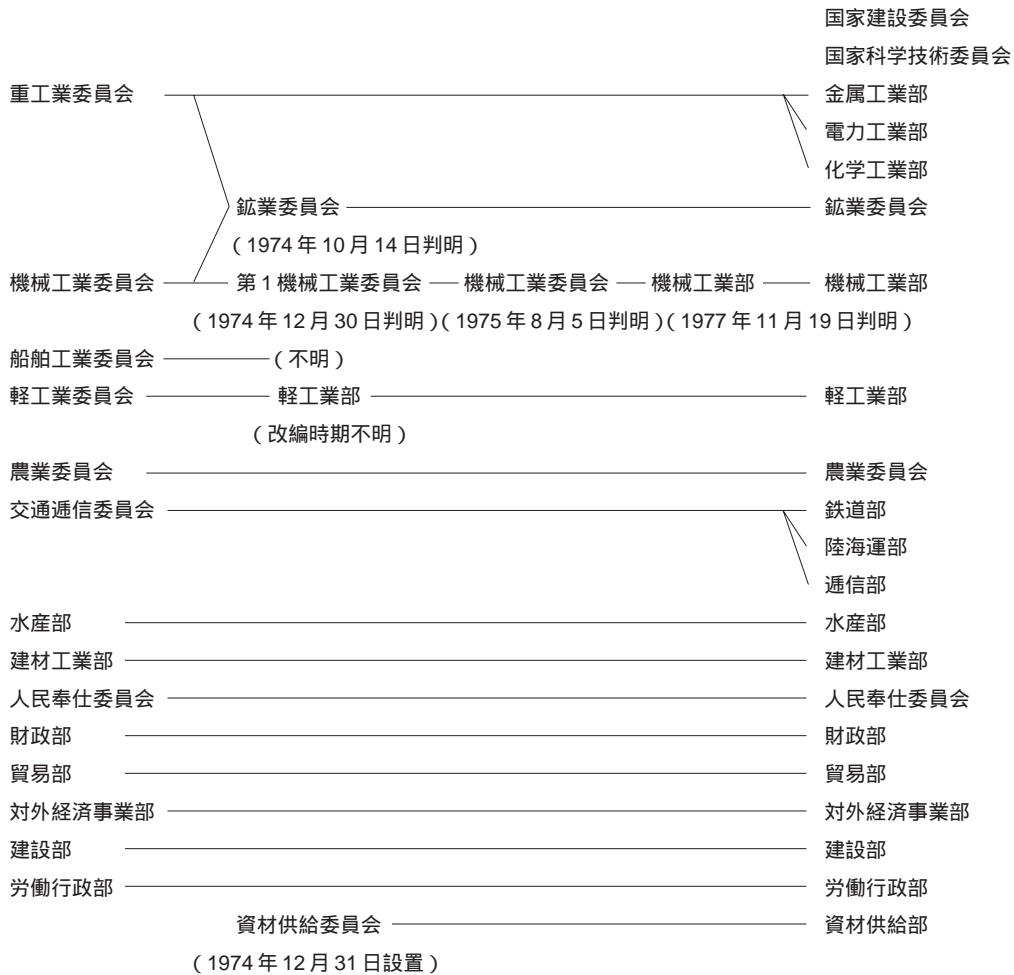 国家建設委員会
国家科学技術委員会
重工業委員会 金属工業部
電力工業部
化学工業部
鉱業委員会 鉱業委員会
(1974年10月14日判明)
機械工業委員会 第1機械工業委員会 機械工業委員会 機械工業部 機械工業部
(1974年12月30日判明)(1975年8月5日判明)(1977年11月19日判明)
船舶工業委員会 (不明)
軽工業委員会 軽工業部 軽工業部
(改編時期不明)
農業委員会 農業委員会
交通逓信委員会 鉄道部
陸海運部
逓信部
水産部 水産部
建材工業部 建材工業部
人民奉仕委員会 人民奉仕委員会
財政部 財政部
貿易部 貿易部
対外経済事業部 対外経済事業部
建設部 建設部
労働行政部 労働行政部
資材供給委員会 資材供給部
(1974年12月31日設置)